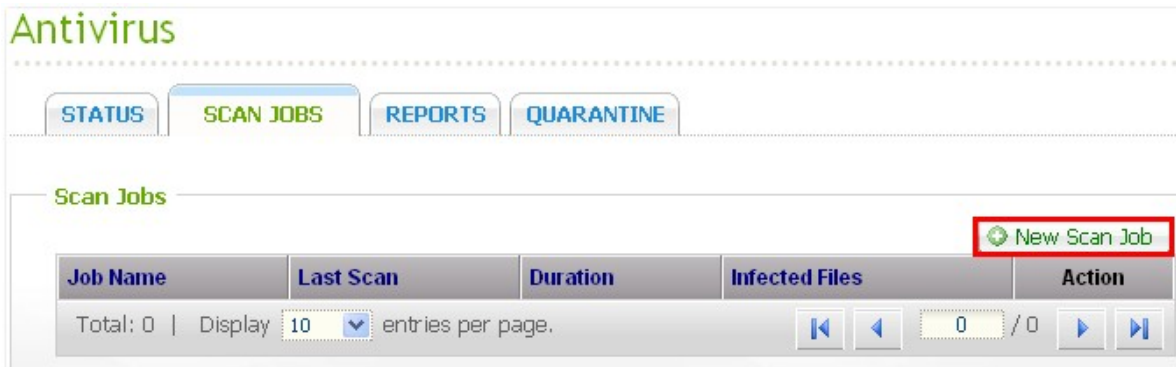 Antivirus
STATUS SCAN JOBS REPORTS QUARANTINE
Scan Jobs
New Scan Job
Job Name Last Scan Duration Infected Files Action
Total: 0 | Display 10 entries per page. 0 / 0